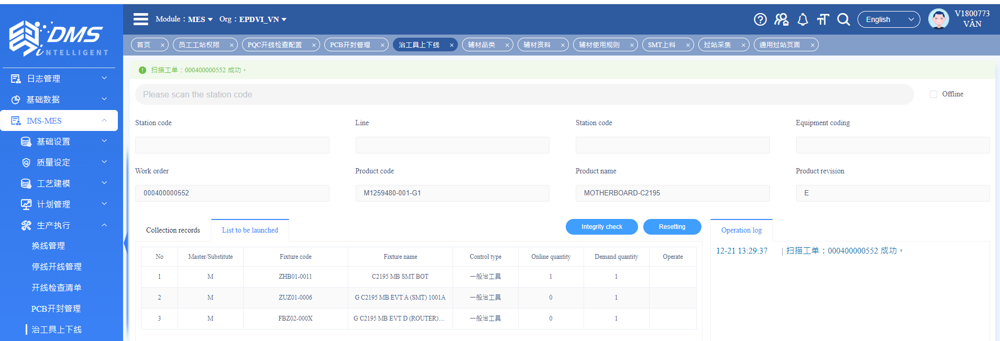 DMS
iNTELLIGENT
Module : MES Org : EPDVI_VN
English
V1800773
VÂN
首页 × 员工工站权限 × PQC开线检查配置 × PCB开封管理 × 治工具上下线 × 辅材品类 × 辅材资料 × 辅材使用规则 × SMT上料 × 过站采集 × 通用过站页面 ×
日志管理
基础数据
IMS-MES
基础设置
质量设定
工艺建模
计划管理
生产执行
换线管理
停线开线管理
开线检查清单
PCB开封管理
治工具上下线
扫描工单：000400000552 成功。
Please scan the station code
Offline
Station code Line Station code Equipment coding
Work order Product code Product name Product revision
000400000552 M1259480-001-G1 MOTHERBOARD-C2195 E
Collection records List to be launched Integrity check Resetting
No Master/Substitute Fixture code Fixture name Control type Online quantity Demand quantity Operate
1 M ZHB01-0011 C2195 MB SMT BOT 一般治工具 1 1
2 M ZUZ01-0006 G C2195 MB EVT A (SMT) 1001A 一般治工具 0 1
3 M FBZ02-000X G C2195 MB EVT D (ROUTER)... 一般治工具 0 1
Operation log
12-21 13:29:37 | 扫描工单：000400000552 成功。